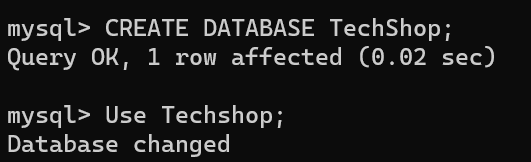 mysql> CREATE DATABASE TechShop;
Query OK, 1 row affected (0.02 sec)
mysql> Use Techshop;
Database changed